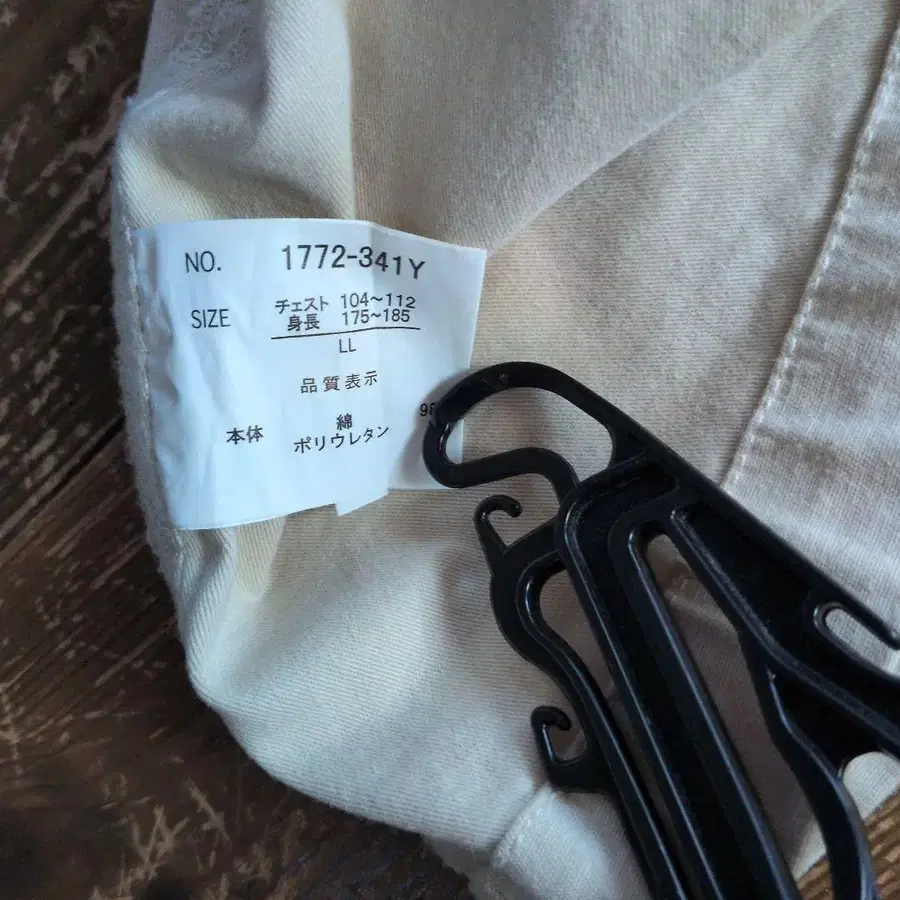 NO. 1772-341Y
SIZE チェスト 104~112
身長 175~185
LL
品質表示
本体 綿
ポリウレタン